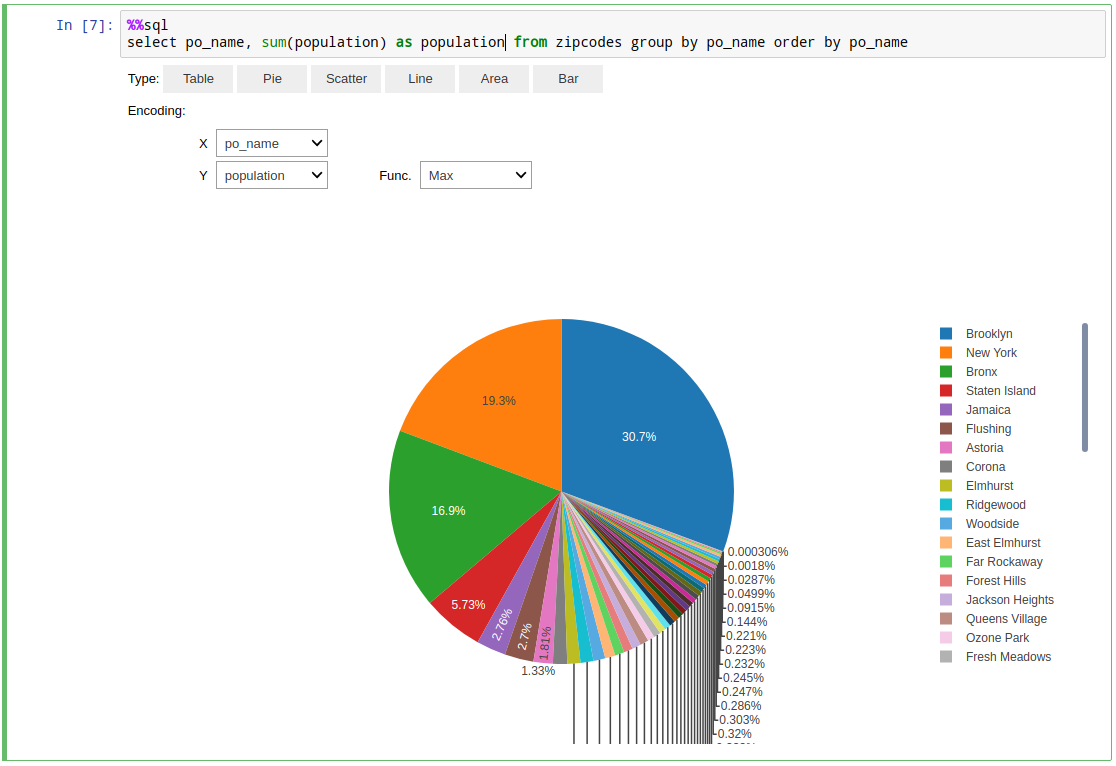 In [7]:
%%sql
select po_name, sum(population) as population from zipcodes group by po_name order by po_name
Type: Table Pie Scatter Line Area Bar
Encoding:
X po_name
Y population Func. Max
30.7%
19.3%
16.9%
5.73%
2.76%
2.7%
1.81%
1.33%
0.000306%
0.0018%
0.0287%
0.0499%
0.0915%
0.144%
0.221%
0.223%
0.232%
0.245%
0.247%
0.286%
0.303%
0.32%
Brooklyn
New York
Bronx
Staten Island
Jamaica
Flushing
Astoria
Corona
Elmhurst
Ridgewood
Woodside
East Elmhurst
Far Rockaway
Forest Hills
Jackson Heights
Queens Village
Ozone Park
Fresh Meadows